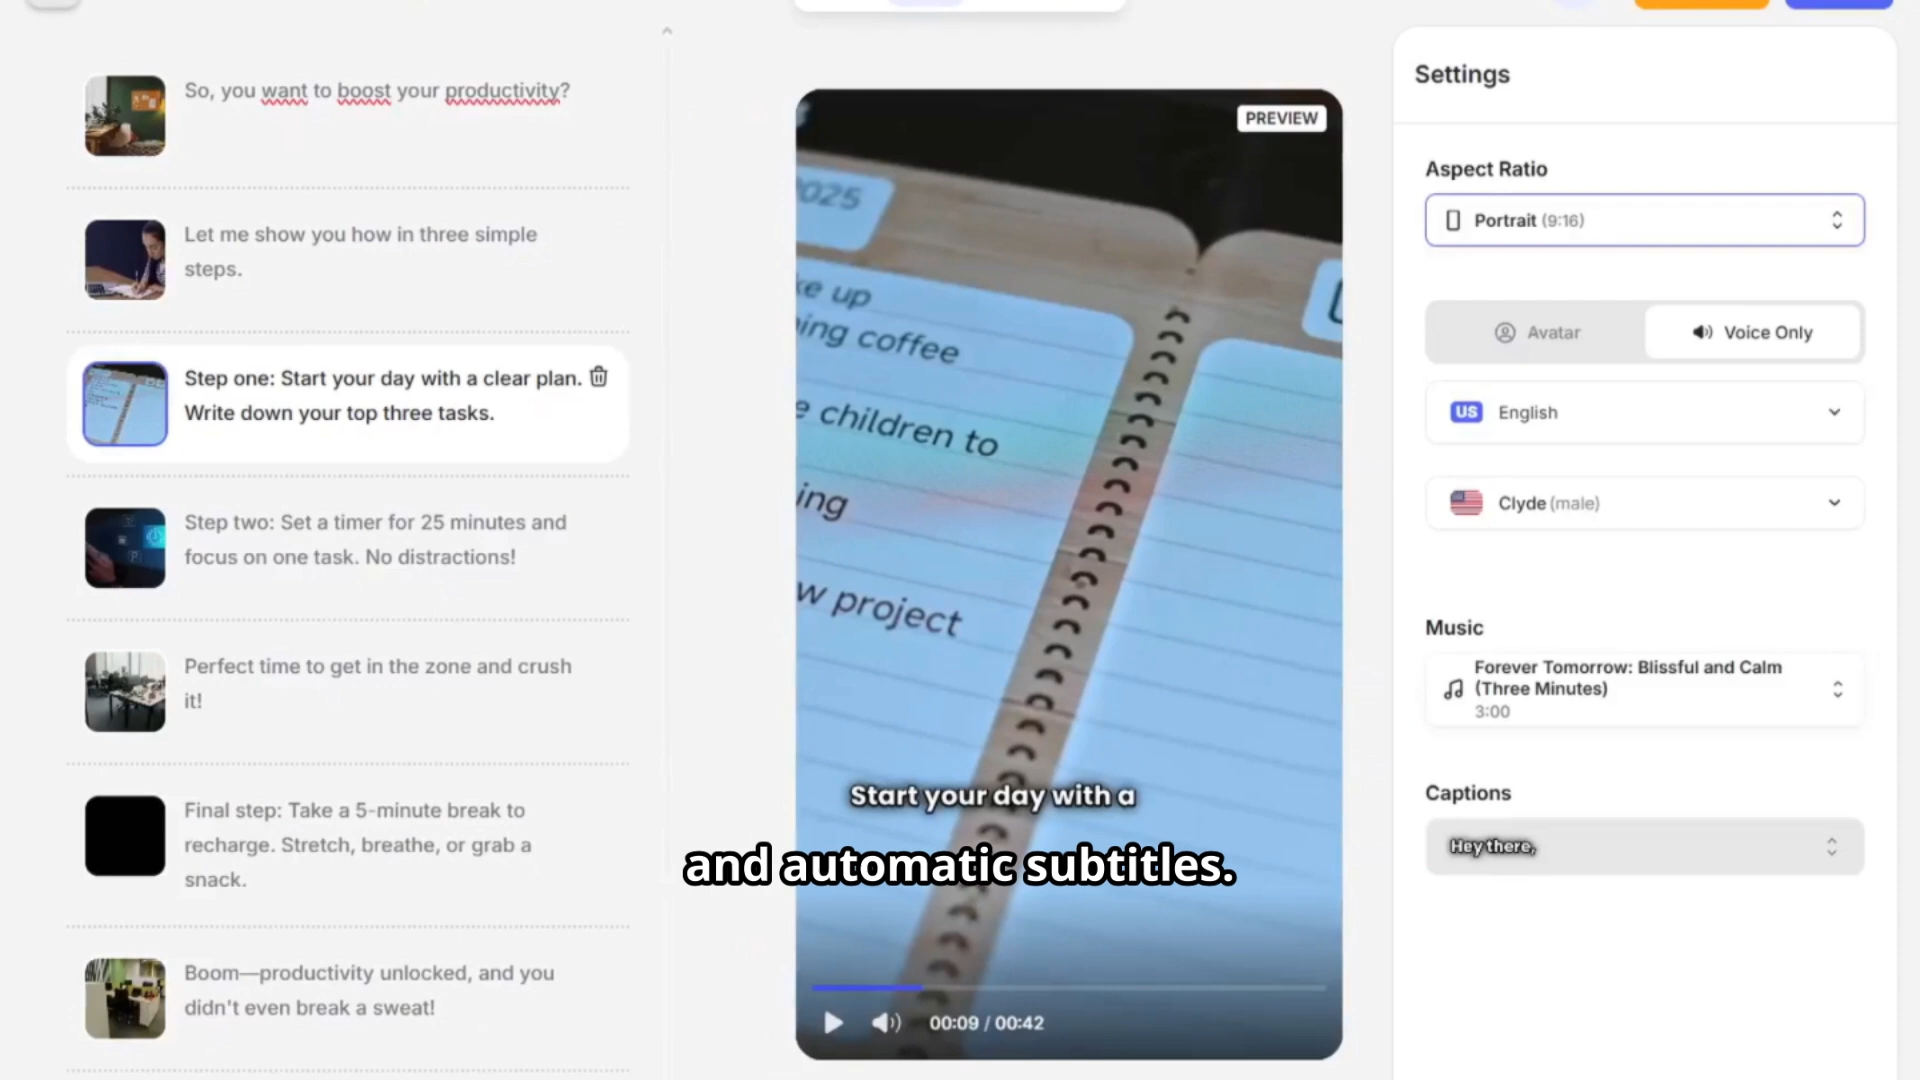 So, you want to boost your productivity?
Let me show you how in three simple
steps.
Step one: Start your day with a clear plan.
Write down your top three tasks.
Step two: Set a timer for 25 minutes and
focus on one task. No distractions!
Perfect time to get in the zone and crush
it!
Final step: Take a 5-minute break to
recharge. Stretch, breathe, or grab a
snack.
Boom—productivity unlocked, and you
didn't even break a sweat!
PREVIEW
2025
ke up
ning coffee
e children to
ing
w project
Start your day with a
and automatic subtitles.
00:09 / 00:42
Settings
Aspect Ratio
Portrait (9:16)
Avatar
Voice Only
US English
Clyde (male)
Music
Forever Tomorrow: Blissful and Calm
(Three Minutes)
3:00
Captions
Hey there,